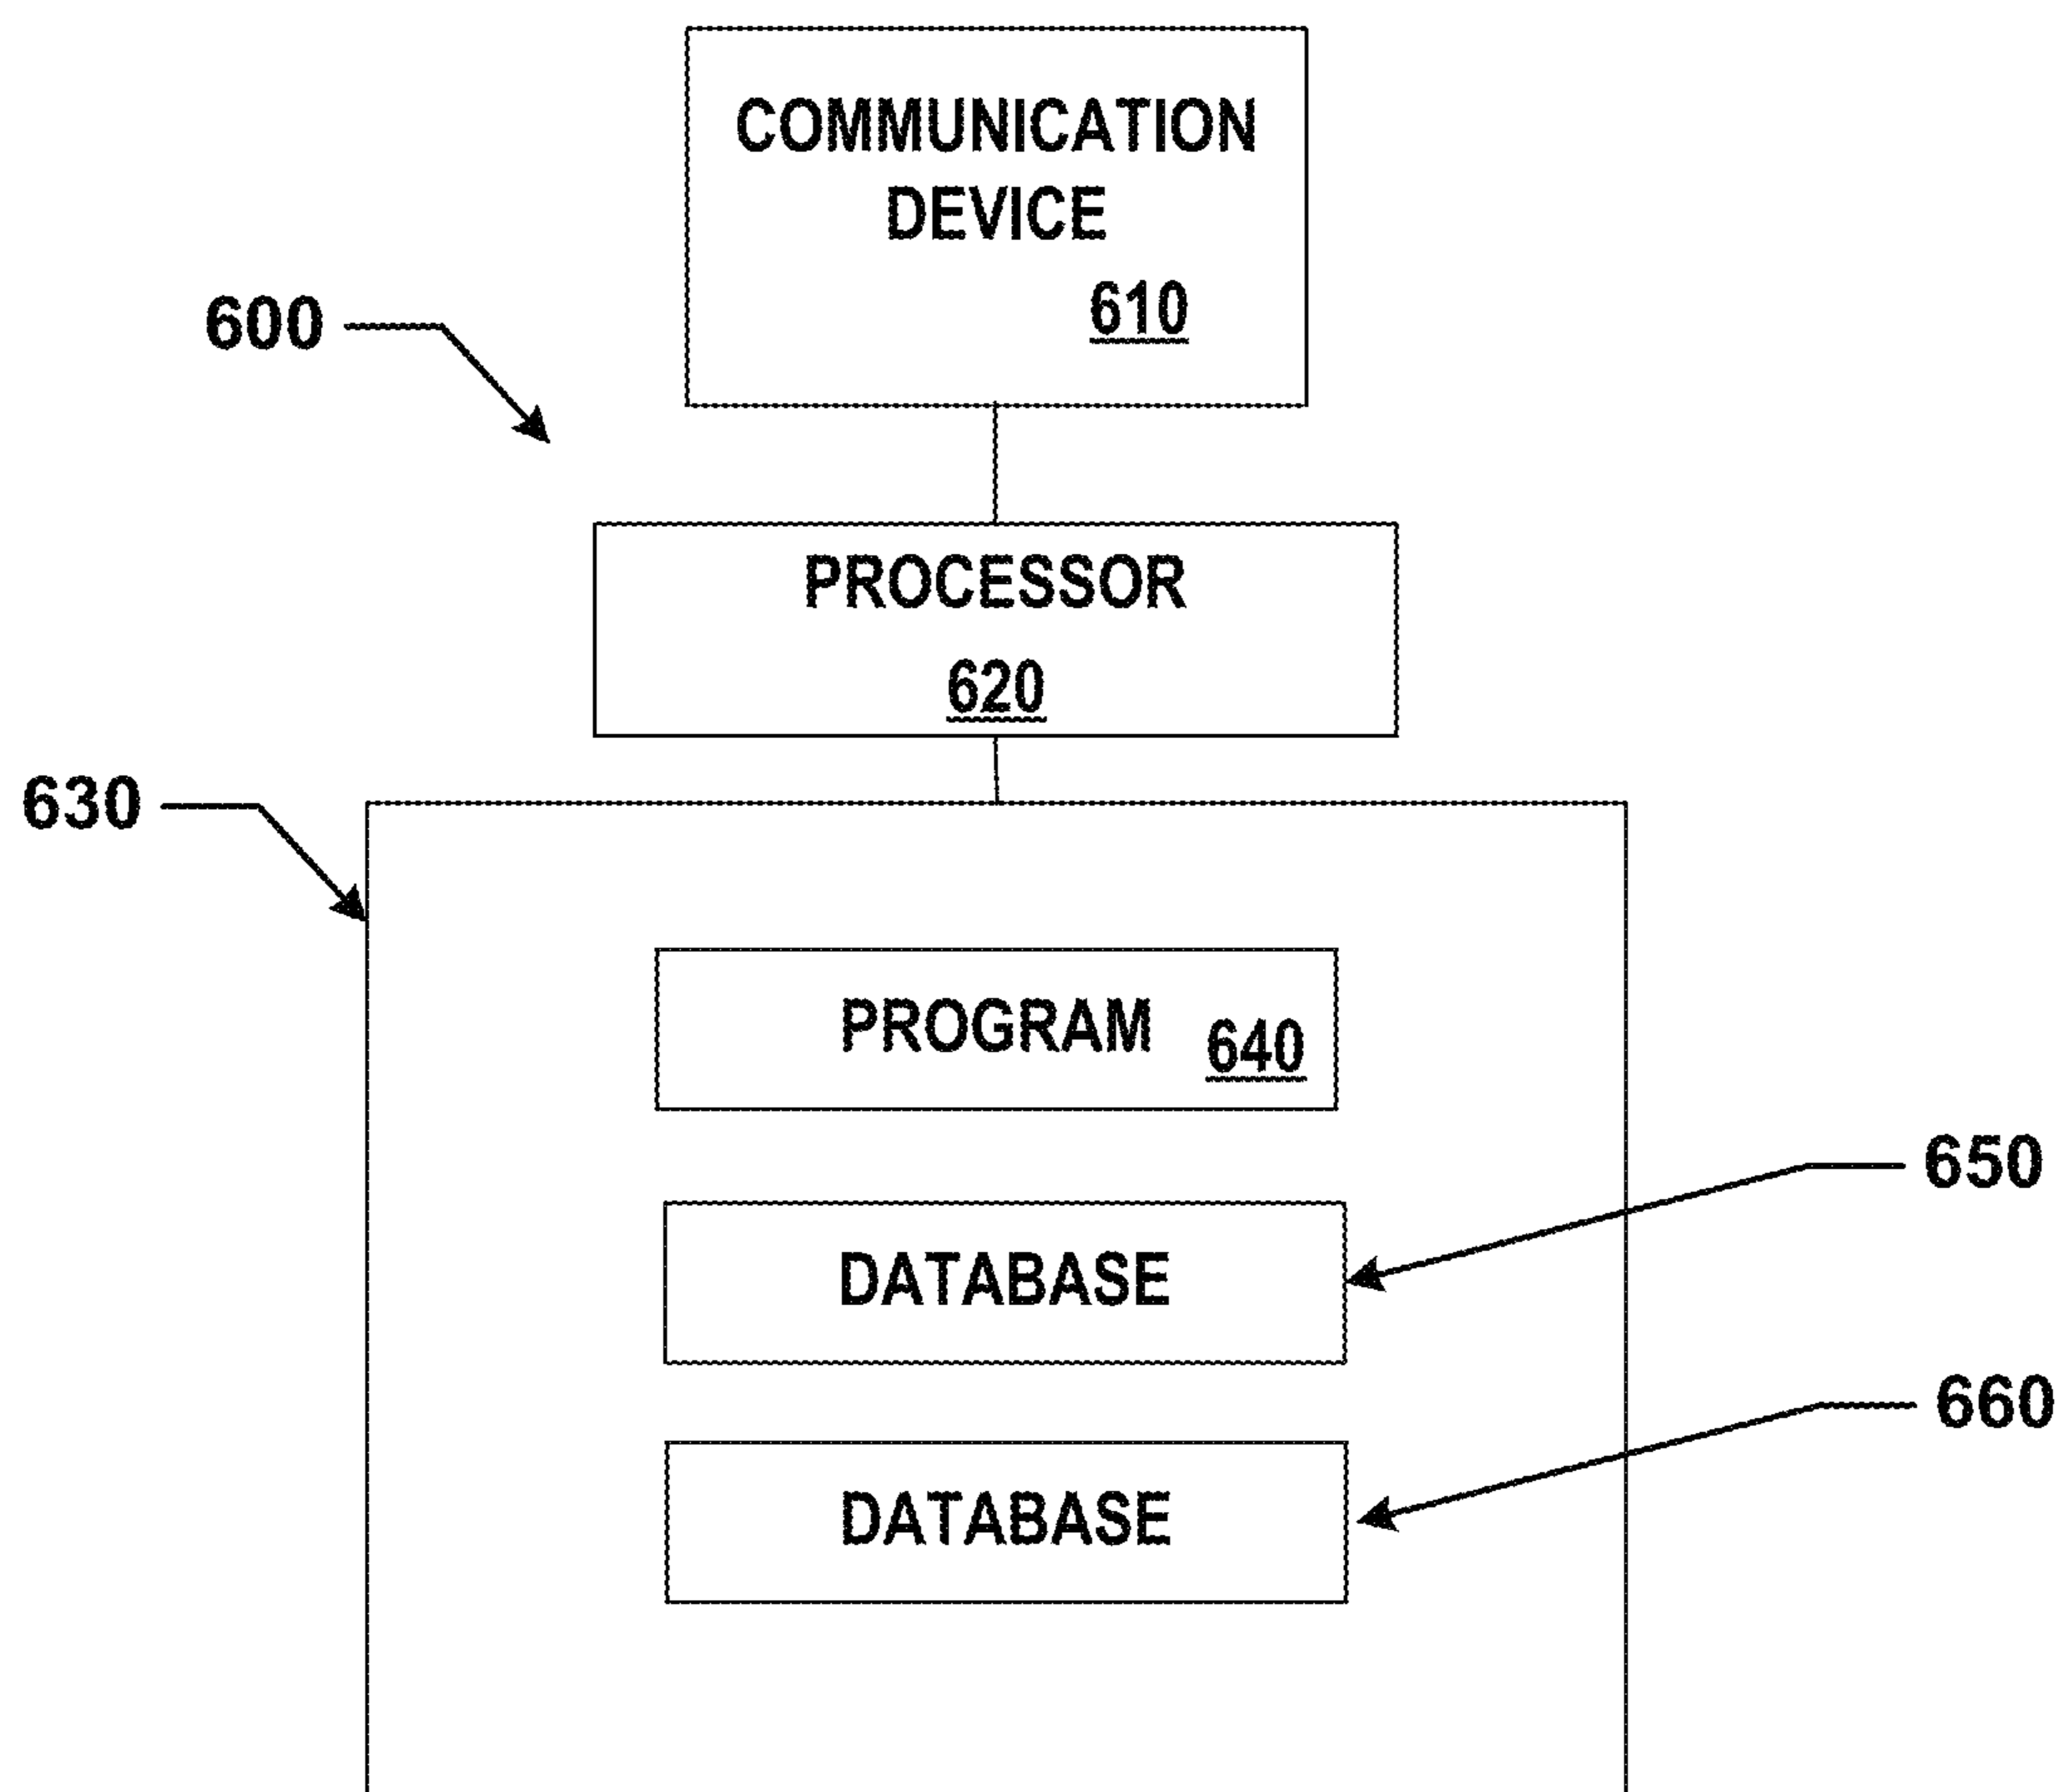 COMMUNICATION
DEVICE
610
600
PROCESSOR
620
630
PROGRAM 640
650
DATABASE
660
DATABASE